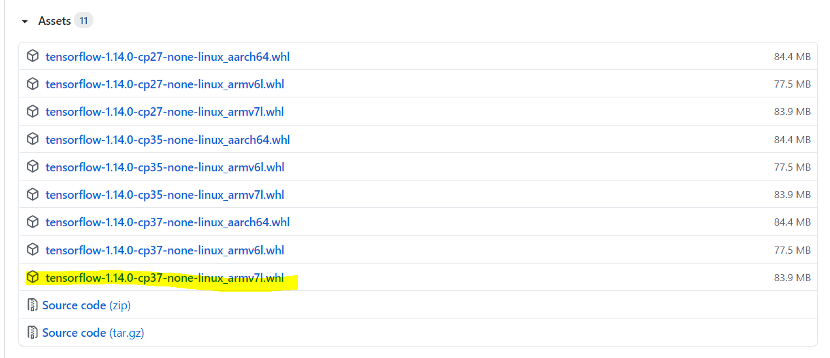 Assets 11
tensorflow-1.14.0-cp27-none-linux_aarch64.whl 84.4 MB
tensorflow-1.14.0-cp27-none-linux_armv6l.whl 77.5 MB
tensorflow-1.14.0-cp27-none-linux_armv7l.whl 83.9 MB
tensorflow-1.14.0-cp35-none-linux_aarch64.whl 84.4 MB
tensorflow-1.14.0-cp35-none-linux_armv6l.whl 77.5 MB
tensorflow-1.14.0-cp35-none-linux_armv7l.whl 83.9 MB
tensorflow-1.14.0-cp37-none-linux_aarch64.whl 84.4 MB
tensorflow-1.14.0-cp37-none-linux_armv6l.whl 77.5 MB
tensorflow-1.14.0-cp37-none-linux_armv7l.whl 83.9 MB
Source code (zip)
Source code (tar.gz)